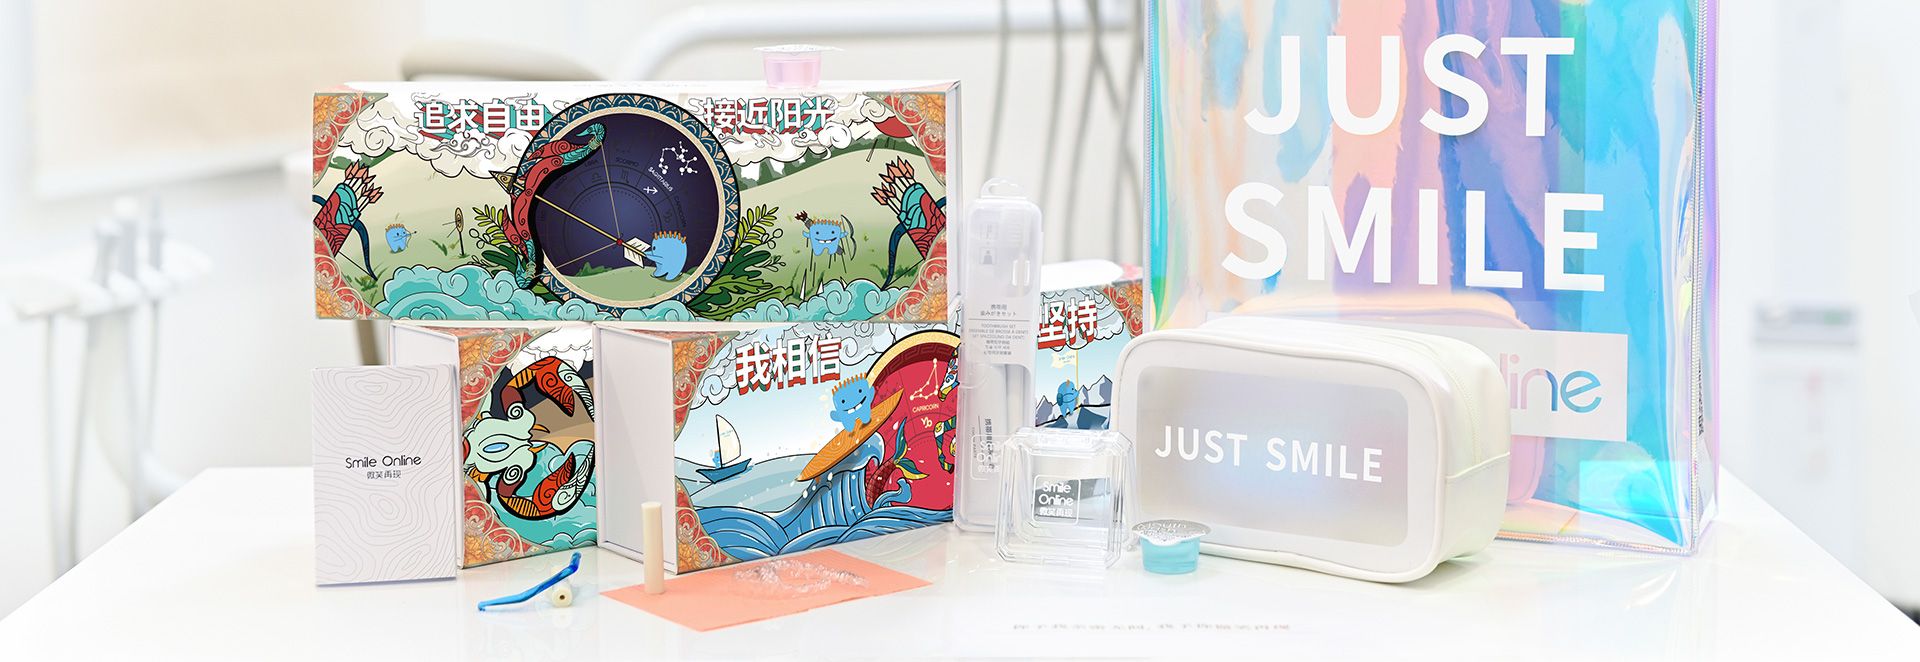 追求自由
接近阳光
SCORPIO
SAGITTARIUS
CAPRICORN
我相信
CAPRICORN
坚持
Smile Online
微笑再现
TOOTHBRUSH SET
Smile
Online
微笑再现
JUST SMILE
JUST
SMILE
line